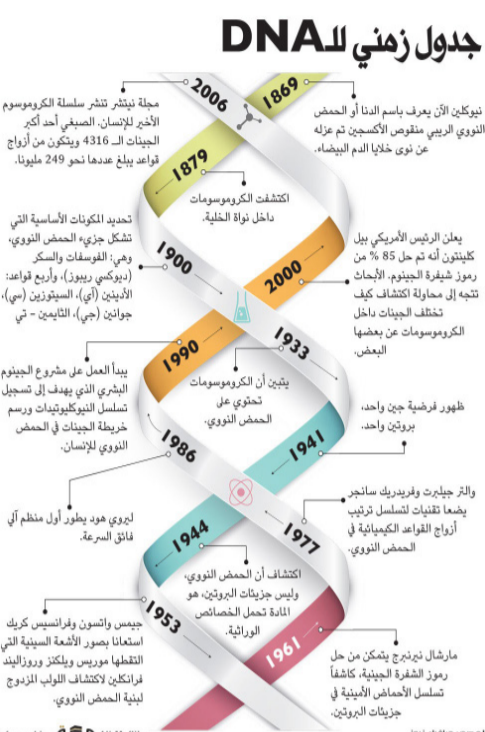 جدول زمني للـDNA
2006
مجلة نيتشر تنشر سلسلة الكروموسوم
الأخير للإنسان. الصبغي أحد أكبر
الجينات الـ 4316 ويتكون من أزواج
قواعد يبلغ عددها نحو 249 مليونا.
1869
نيوكلين الآن يعرف باسم الدنا أو الحمض
النووي الريبي منقوص الأكسجين تم عزله
عن نوى خلايا الدم البيضاء.
1879
اكتشفت الكروموسومات
داخل نواة الخلية.
1900
تحديد المكونات الأساسية التي
تشكل جزيء الحمض النووي،
وهي: الفوسفات والسكر
(ديوكسي ريبوز)، وأربع قواعد:
الأدينين (آي)، السيتوزين (سي)،
جوانين (جي)، الثايمين - تي
2000
يعلن الرئيس الأمريكي بيل
كلينتون أنه تم حل 85 % من
رموز شيفرة الجينوم. الأبحاث
تتجه إلى محاولة اكتشاف كيف
تختلف الجينات داخل
الكروموسومات عن بعضها
البعض.
1933
يتبين أن الكروموسومات
تحتوي على
الحمض النووي.
1990
يبدأ العمل على مشروع الجينوم
البشري الذي يهدف إلى تسجيل
تسلسل النيوكليوتيدات ورسم
خريطة الجينات في الحمض
النووي للإنسان.
1941
ظهور فرضية جين واحد،
بروتين واحد.
1986
ليروي هود يطور أول منظم آلي
فائق السرعة.
1977
والتر جيلبرت وفريدريك سانجر
يضعا تقنيات لتسلسل ترتيب
أزواج القواعد الكيميائية في
الحمض النووي.
1944
اكتشاف أن الحمض النووي،
وليس جزيئات البروتين، هو
المادة تحمل الخصائص
الوراثية.
1953
جيمس واتسون وفرانسيس كريك
استعانا بصور الأشعة السينية التي
التقطها موريس ويلكنز وروزاليند
فرانكلين لاكتشاف اللولب المزدوج
لبنية الحمض النووي.
1961
مارشال نيرنبرج يتمكن من حل
رموز الشفرة الجينية، كاشفاً
تسلسل الأحماض الأمينية في
جزيئات البروتين.